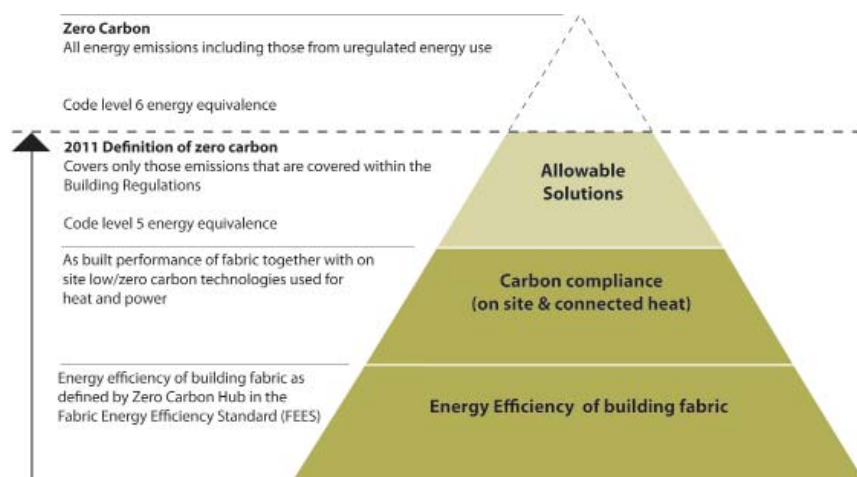 Zero Carbon
All energy emissions including those from uregulated energy use
Code level 6 energy equivalence
2011 Definition of zero carbon
Covers only those emissions that are covered within the
Building Regulations
Code level 5 energy equivalence
Allowable
Solutions
As built performance of fabric together with on
site low/zero carbon technologies used for
heat and power
Carbon compliance
(on site & connected heat)
Energy efficiency of building fabric as
defined by Zero Carbon Hub in the
Fabric Energy Efficiency Standard (FEES)
Energy Efficiency of building fabric